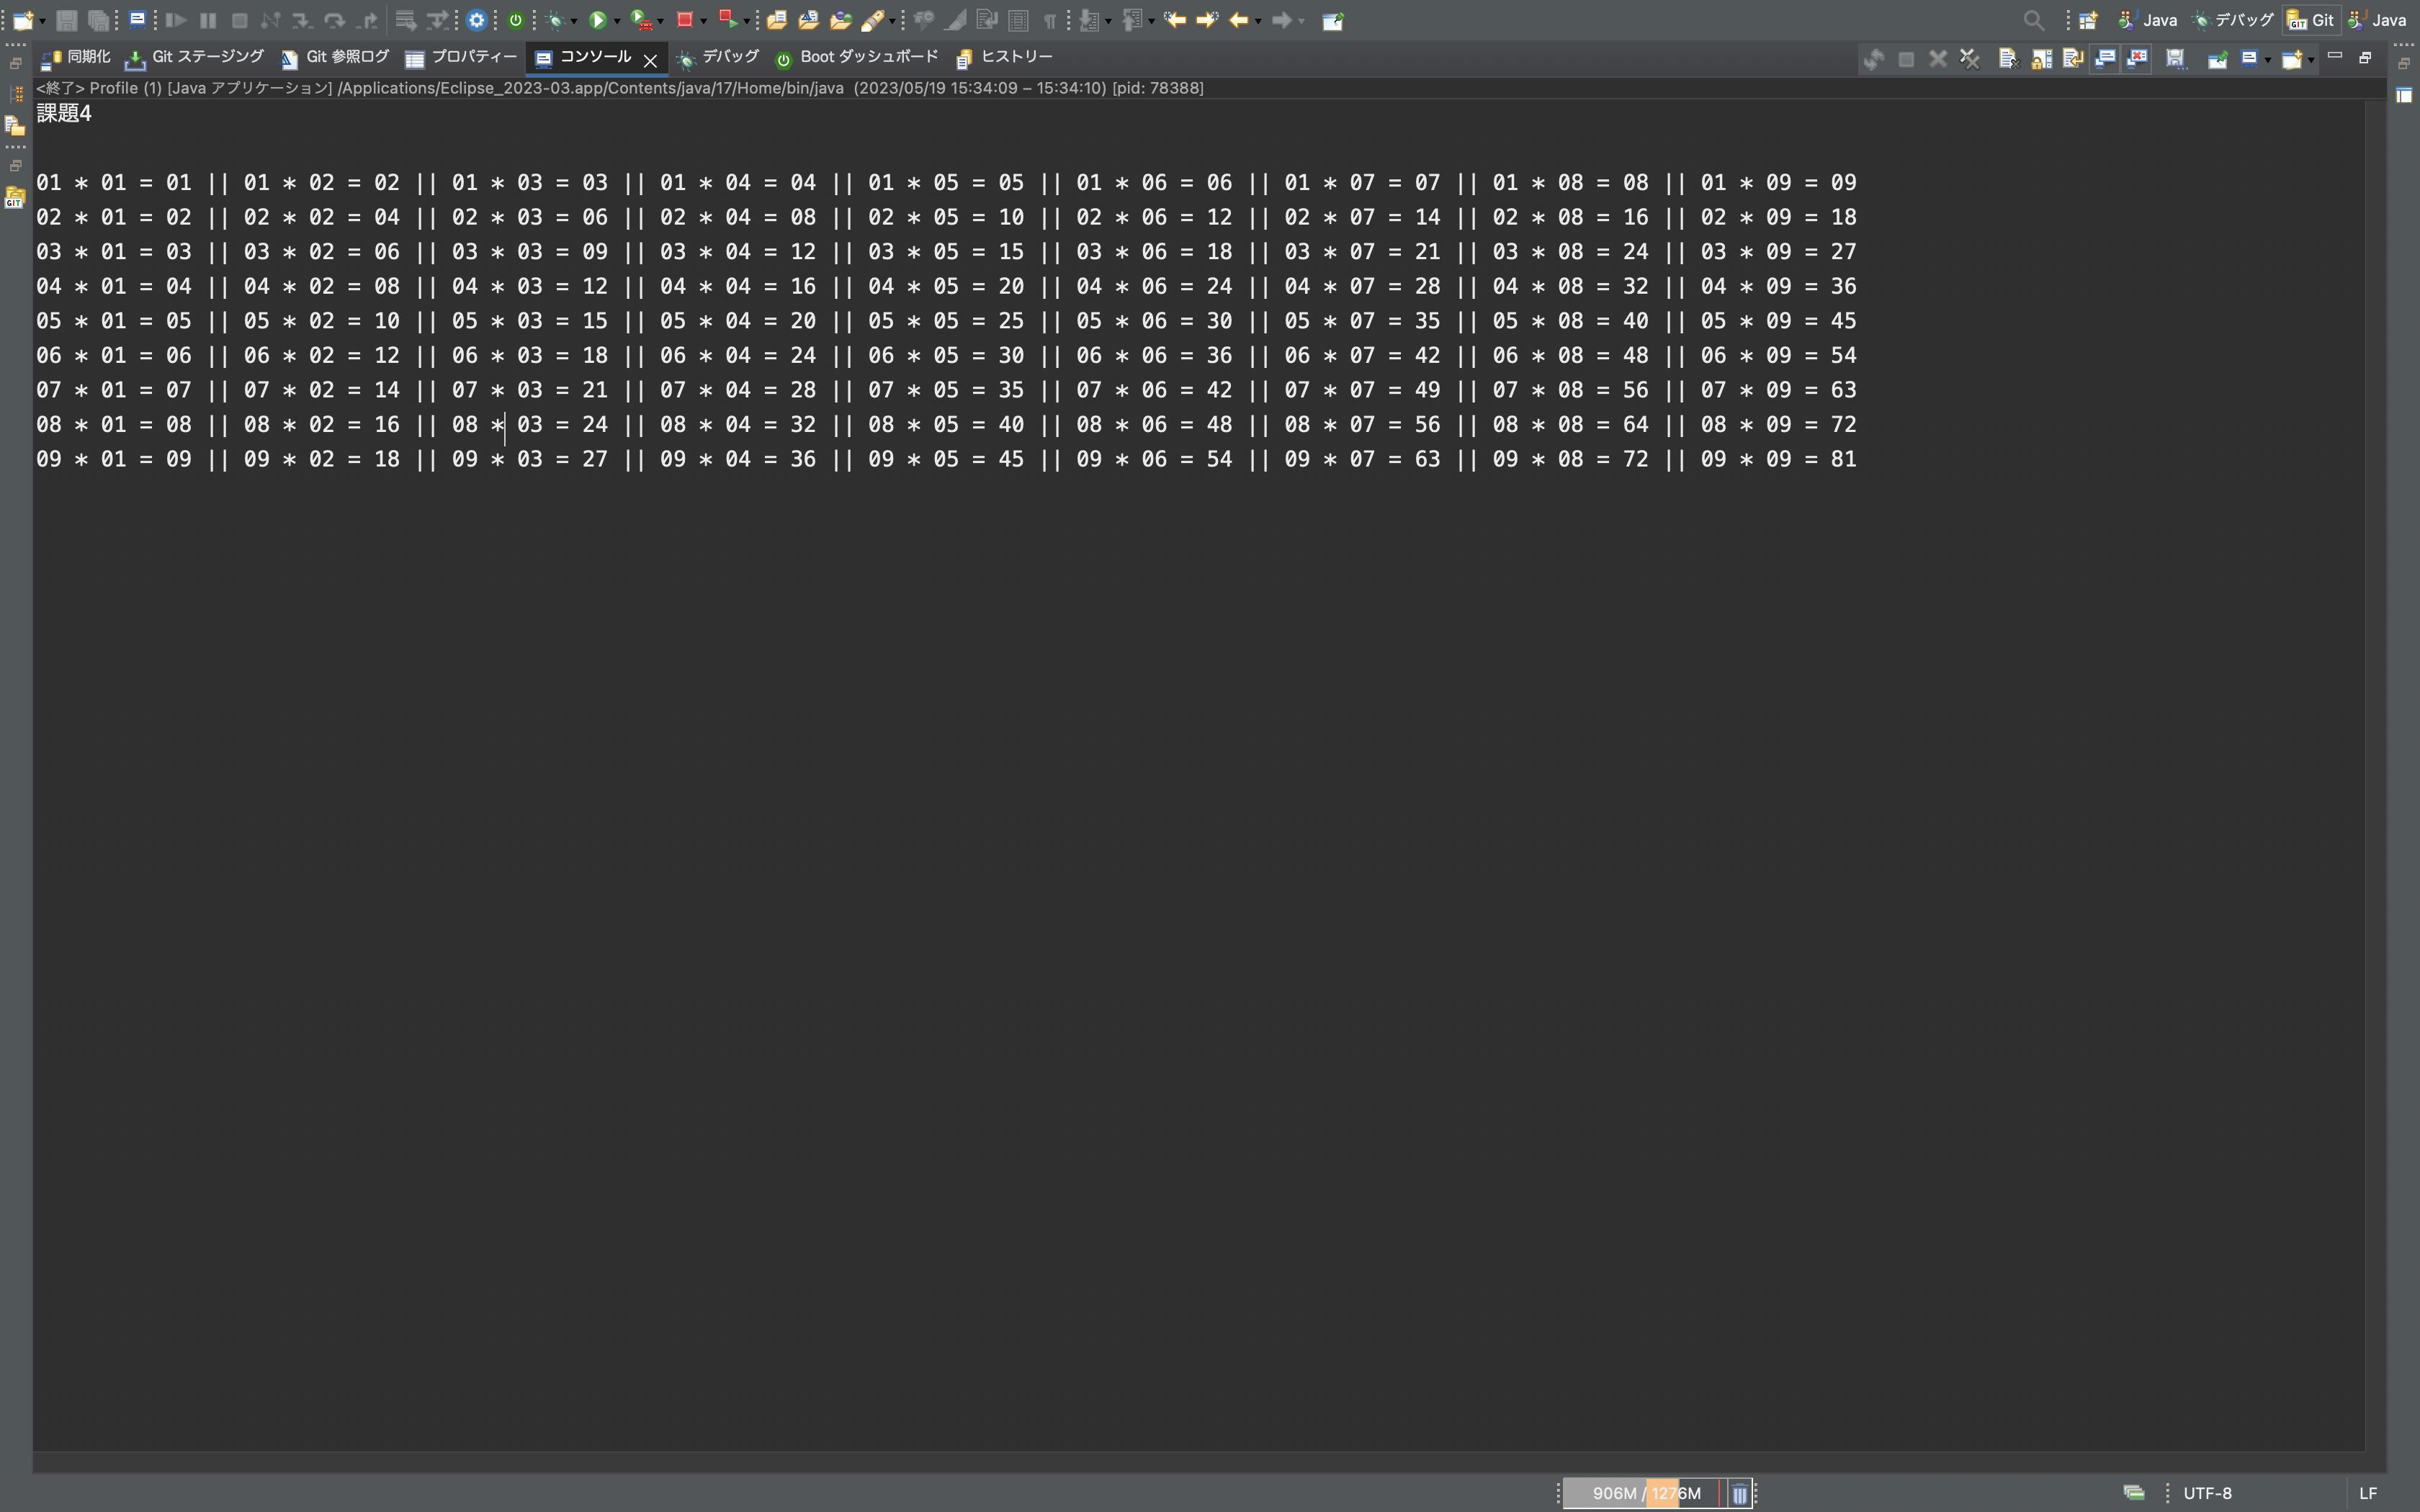 Java デバッグ Git Java
同期化 Git ステージング Git 参照ログ プロパティー コンソール デバッグ Boot ダッシュボード ヒストリー
<終了> Profile (1) [Java アプリケーション] /Applications/Eclipse_2023-03.app/Contents/java/17/Home/bin/java (2023/05/19 15:34:09 – 15:34:10) [pid: 78388]
課題4
GIT
01 * 01 = 01 || 01 * 02 = 02 || 01 * 03 = 03 || 01 * 04 = 04 || 01 * 05 = 05 || 01 * 06 = 06 || 01 * 07 = 07 || 01 * 08 = 08 || 01 * 09 = 09
02 * 01 = 02 || 02 * 02 = 04 || 02 * 03 = 06 || 02 * 04 = 08 || 02 * 05 = 10 || 02 * 06 = 12 || 02 * 07 = 14 || 02 * 08 = 16 || 02 * 09 = 18
03 * 01 = 03 || 03 * 02 = 06 || 03 * 03 = 09 || 03 * 04 = 12 || 03 * 05 = 15 || 03 * 06 = 18 || 03 * 07 = 21 || 03 * 08 = 24 || 03 * 09 = 27
04 * 01 = 04 || 04 * 02 = 08 || 04 * 03 = 12 || 04 * 04 = 16 || 04 * 05 = 20 || 04 * 06 = 24 || 04 * 07 = 28 || 04 * 08 = 32 || 04 * 09 = 36
05 * 01 = 05 || 05 * 02 = 10 || 05 * 03 = 15 || 05 * 04 = 20 || 05 * 05 = 25 || 05 * 06 = 30 || 05 * 07 = 35 || 05 * 08 = 40 || 05 * 09 = 45
06 * 01 = 06 || 06 * 02 = 12 || 06 * 03 = 18 || 06 * 04 = 24 || 06 * 05 = 30 || 06 * 06 = 36 || 06 * 07 = 42 || 06 * 08 = 48 || 06 * 09 = 54
07 * 01 = 07 || 07 * 02 = 14 || 07 * 03 = 21 || 07 * 04 = 28 || 07 * 05 = 35 || 07 * 06 = 42 || 07 * 07 = 49 || 07 * 08 = 56 || 07 * 09 = 63
08 * 01 = 08 || 08 * 02 = 16 || 08 * 03 = 24 || 08 * 04 = 32 || 08 * 05 = 40 || 08 * 06 = 48 || 08 * 07 = 56 || 08 * 08 = 64 || 08 * 09 = 72
09 * 01 = 09 || 09 * 02 = 18 || 09 * 03 = 27 || 09 * 04 = 36 || 09 * 05 = 45 || 09 * 06 = 54 || 09 * 07 = 63 || 09 * 08 = 72 || 09 * 09 = 81
906M / 1276M UTF-8 LF